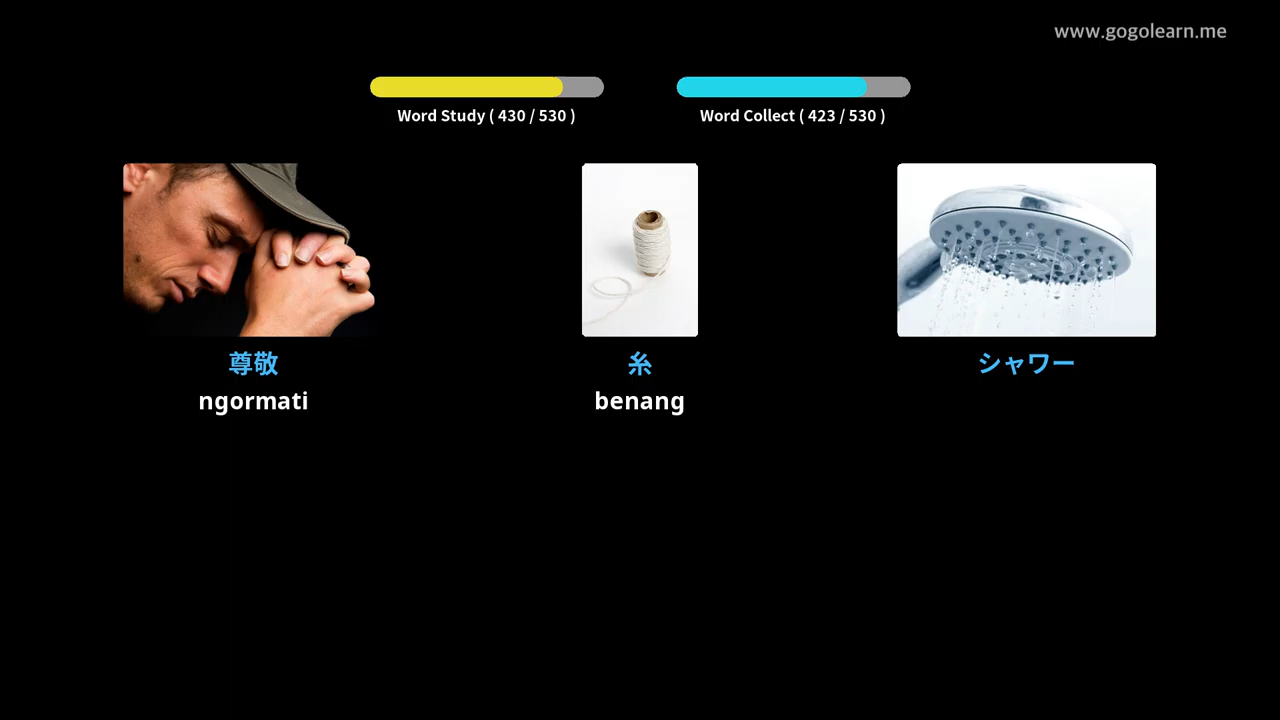 www.gogolearn.me
Word Study ( 430 / 530 )
Word Collect ( 423 / 530 )
尊敬
ngormati
糸
benang
シャワー